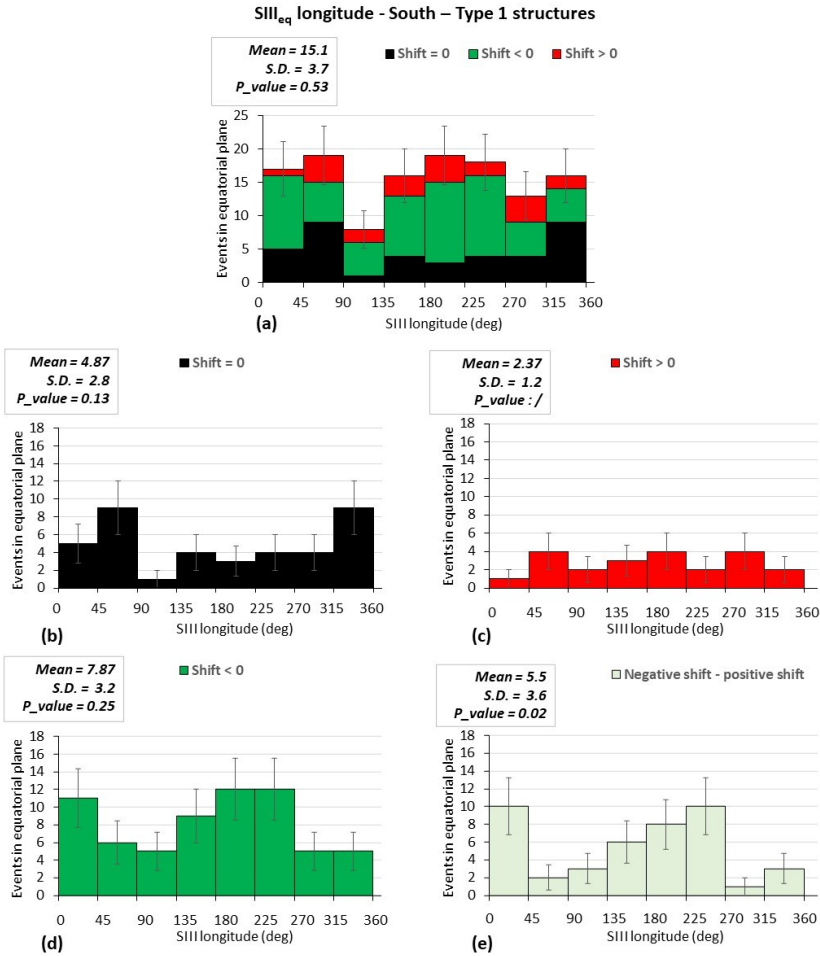 SIIIeq longitude - South – Type 1 structures
Mean = 15.1
S.D. = 3.7
P_value = 0.53
Shift = 0 Shift < 0 Shift > 0
Events in equatorial plane
25
20
15
10
5
0
0 45 90 135 180 225 270 315 360
SIII longitude (deg)
(a)
Mean = 4.87
S.D. = 2.8
P_value = 0.13
Shift = 0
Events in equatorial plane
18
16
14
12
10
8
6
4
2
0
0 45 90 135 180 225 270 315 360
SIII longitude (deg)
(b)
Mean = 2.37
S.D. = 1.2
P_value : /
Shift > 0
Events in equatorial plane
18
16
14
12
10
8
6
4
2
0
0 45 90 135 180 225 270 315 360
SIII longitude (deg)
(c)
Mean = 7.87
S.D. = 3.2
P_value = 0.25
Shift < 0
Events in equatorial plane
18
16
14
12
10
8
6
4
2
0
0 45 90 135 180 225 270 315 360
SIII longitude (deg)
(d)
Mean = 5.5
S.D. = 3.6
P_value = 0.02
Negative shift - positive shift
Events in equatorial plane
18
16
14
12
10
8
6
4
2
0
0 45 90 135 180 225 270 315 360
SIII longitude (deg)
(e)